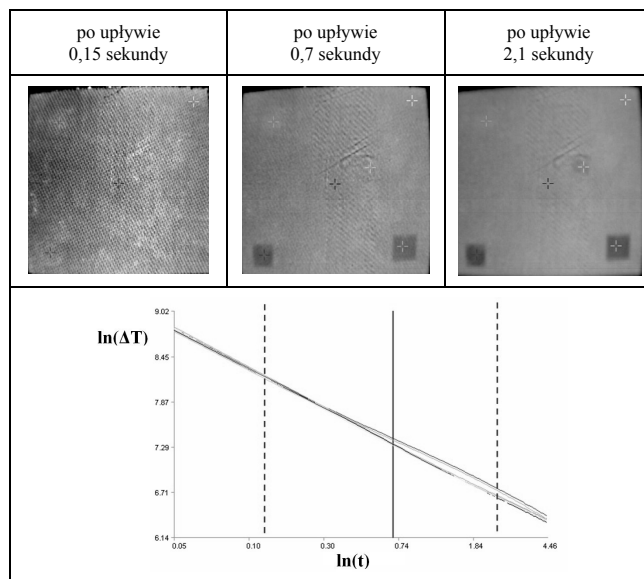 po upływie
0,15 sekundy
po upływie
0,7 sekundy
po upływie
2,1 sekundy
9.02
ln(ΔT)
8.45
7.87
7.29
6.71
6.14
0.05 0.10 0.30 0.74 1.84 4.46
ln(t)